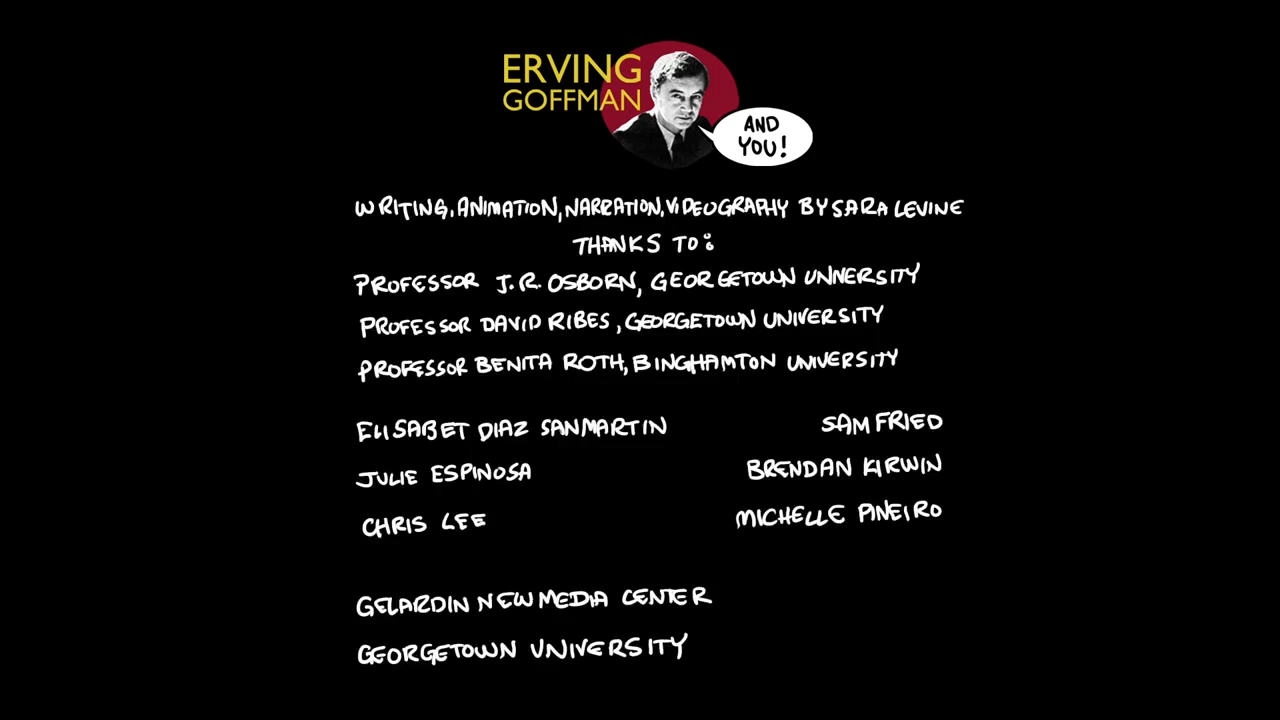 ERVING
GOFFMAN
AND
YOU!
WRITING, ANIMATION, NARRATION, VIDEOGRAPHY BY SARA LEVINE
THANKS TO:
PROFESSOR J.R. OSBORN, GEORGETOWN UNIVERSITY
PROFESSOR DAVID RIBES, GEORGETOWN UNIVERSITY
PROFESSOR BENITA ROTH, BINGHAMTON UNIVERSITY
ELISABET DIAZ SANMARTIN SAM FRIED
JULIE ESPINOSA BRENDAN KIRWIN
CHRIS LEE MICHELLE PINEIRO
GELARDIN NEW MEDIA CENTER
GEORGETOWN UNIVERSITY